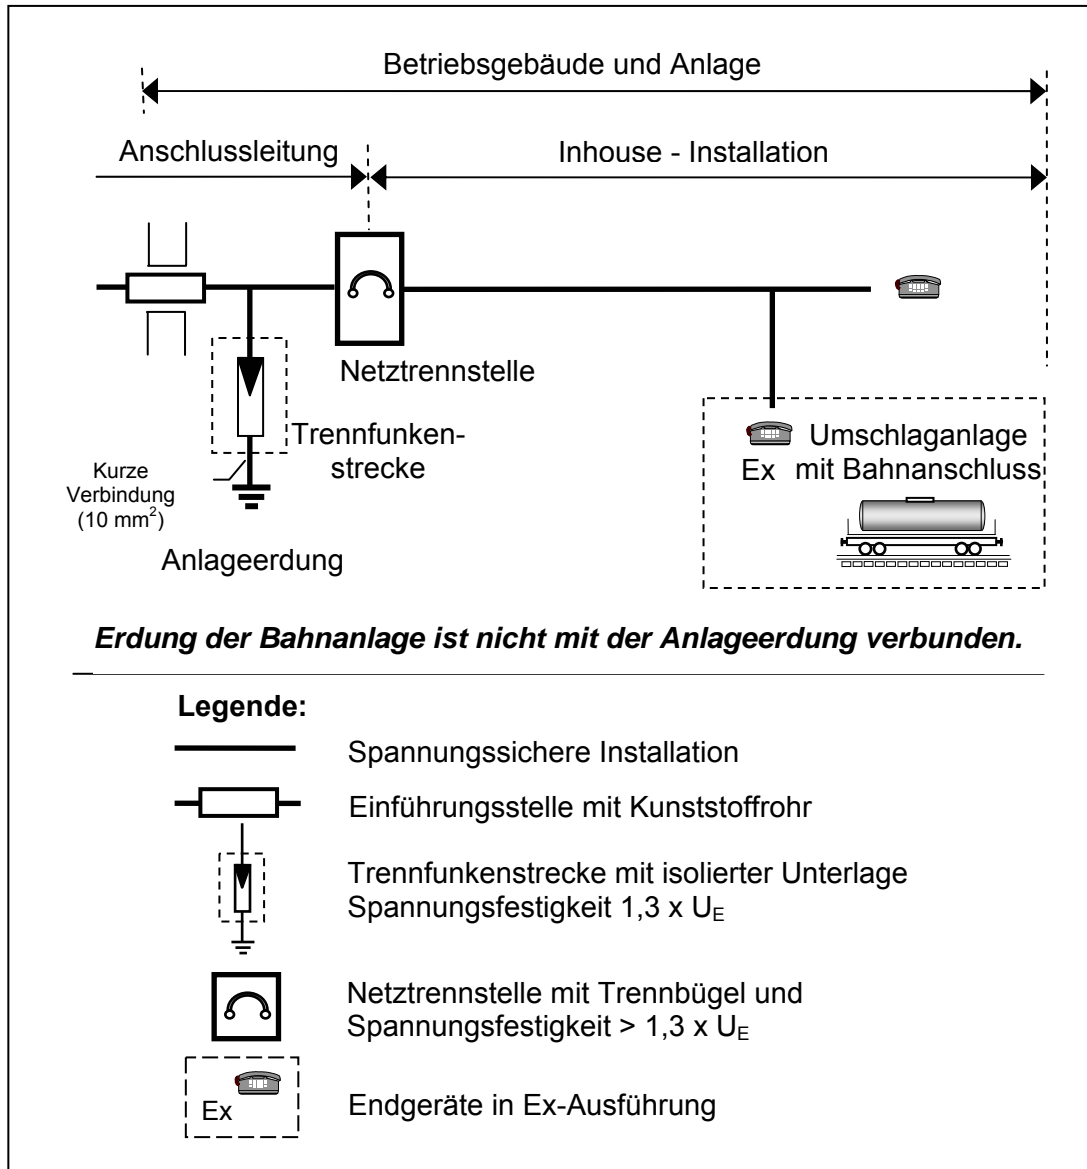 Betriebsgebäude und Anlage
Anschlussleitung
Inhouse - Installation
Netztrennstelle
Trennfunken-
strecke
Kurze
Verbindung
(10 mm²)
Anlageerdung
Umschlaganlage
Ex mit Bahnanschluss
Erdung der Bahnanlage ist nicht mit der Anlageerdung verbunden.
Legende:
Spannungssichere Installation
Einführungsstelle mit Kunststoffrohr
Trennfunkenstrecke mit isolierter Unterlage
Spannungsfestigkeit 1,3 x U_E
Netztrennstelle mit Trennbügel und
Spannungsfestigkeit > 1,3 x U_E
Ex
Endgeräte in Ex-Ausführung